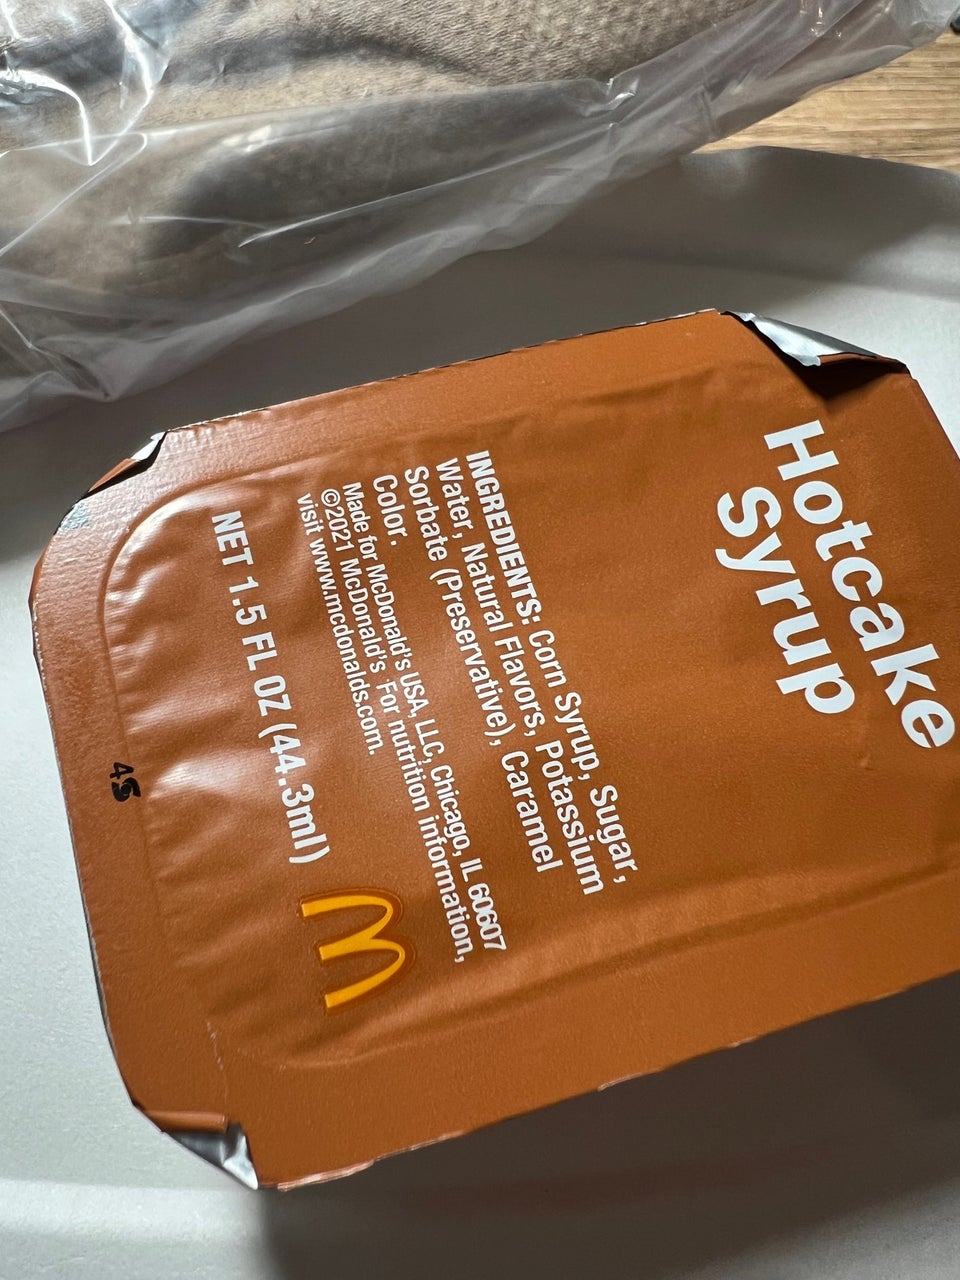 Hotcake
Syrup
INGREDIENTS: Corn Syrup, Sugar,
Water, Natural Flavors, Potassium
Sorbate (Preservative), Caramel
Color.
Made for McDonald's USA, LLC, Chicago, IL 60607
©2021 McDonald's For nutrition information,
visit www.mcdonalds.com.
NET 1.5 FL OZ (44.3ml)